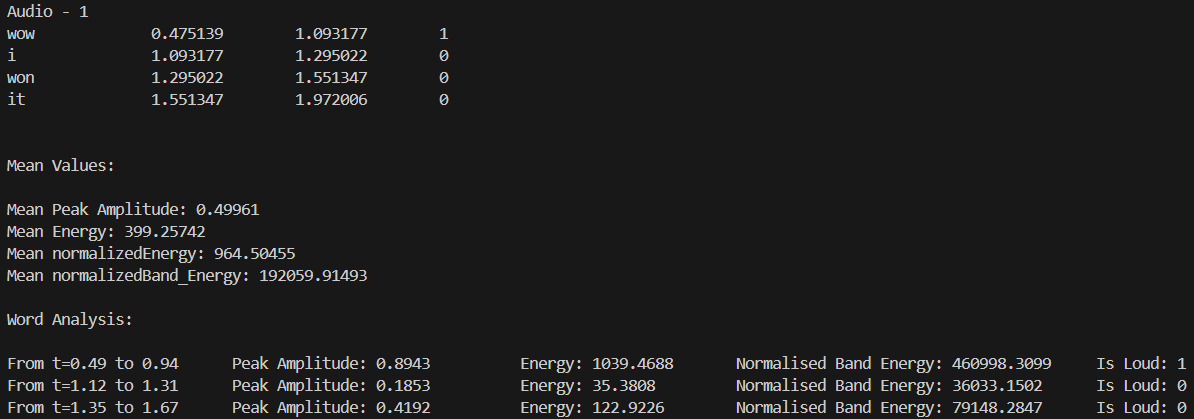 Audio - 1
wow 0.475139 1.093177 1
i 1.093177 1.295022 0
won 1.295022 1.551347 0
it 1.551347 1.972006 0
Mean Values:
Mean Peak Amplitude: 0.49961
Mean Energy: 399.25742
Mean normalizedEnergy: 964.50455
Mean normalizedBand_Energy: 192059.91493
Word Analysis:
From t=0.49 to 0.94 Peak Amplitude: 0.8943 Energy: 1039.4688 Normalised Band Energy: 460998.3099 Is Loud: 1
From t=1.12 to 1.31 Peak Amplitude: 0.1853 Energy: 35.3808 Normalised Band Energy: 36033.1502 Is Loud: 0
From t=1.35 to 1.67 Peak Amplitude: 0.4192 Energy: 122.9226 Normalised Band Energy: 79148.2847 Is Loud: 0